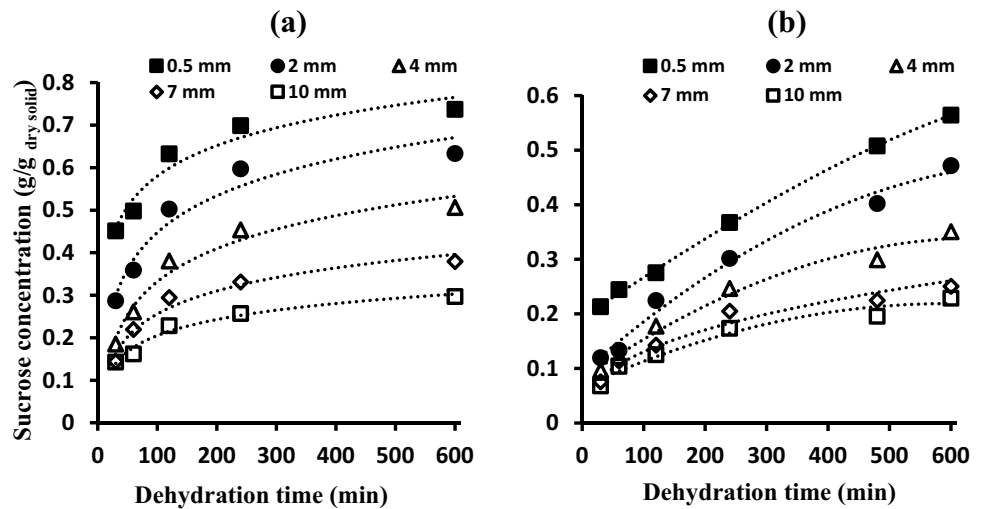 (a)
0.5 mm 2 mm 4 mm
7 mm 10 mm
Sucrose concentration (g/g dry solid)
0.8
0.7
0.6
0.5
0.4
0.3
0.2
0.1
0
0 100 200 300 400 500 600
Dehydration time (min)
(b)
0.5 mm 2 mm 4 mm
7 mm 10 mm
0.6
0.5
0.4
0.3
0.2
0.1
0
0 100 200 300 400 500 600
Dehydration time (min)